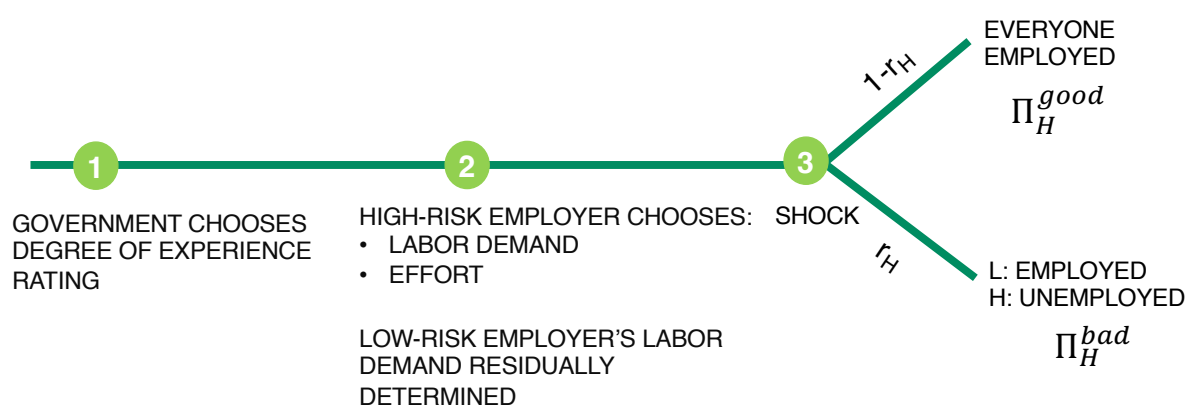 EVERYONE
EMPLOYED
1-r_H
Π_H^good
1
2
3
GOVERNMENT CHOOSES
DEGREE OF EXPERIENCE
RATING
HIGH-RISK EMPLOYER CHOOSES:
• LABOR DEMAND
• EFFORT
SHOCK
r_H
L: EMPLOYED
H: UNEMPLOYED
Π_H^bad
LOW-RISK EMPLOYER'S LABOR
DEMAND RESIDUALLY
DETERMINED